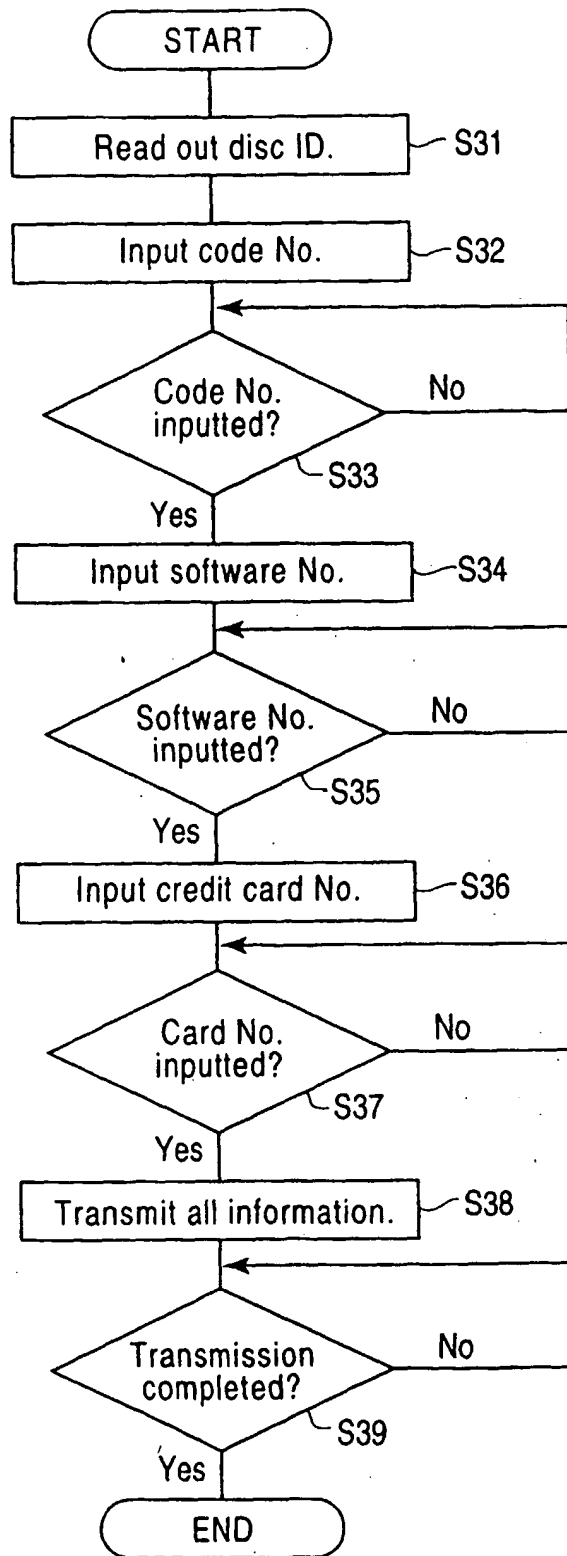 START
Read out disc ID.
S31
Input code No.
S32
Code No.
inputted?
No
S33
Yes
Input software No.
S34
Software No.
inputted?
No
S35
Yes
Input credit card No.
S36
Card No.
inputted?
No
S37
Yes
Transmit all information.
S38
Transmission
completed?
No
S39
Yes
END